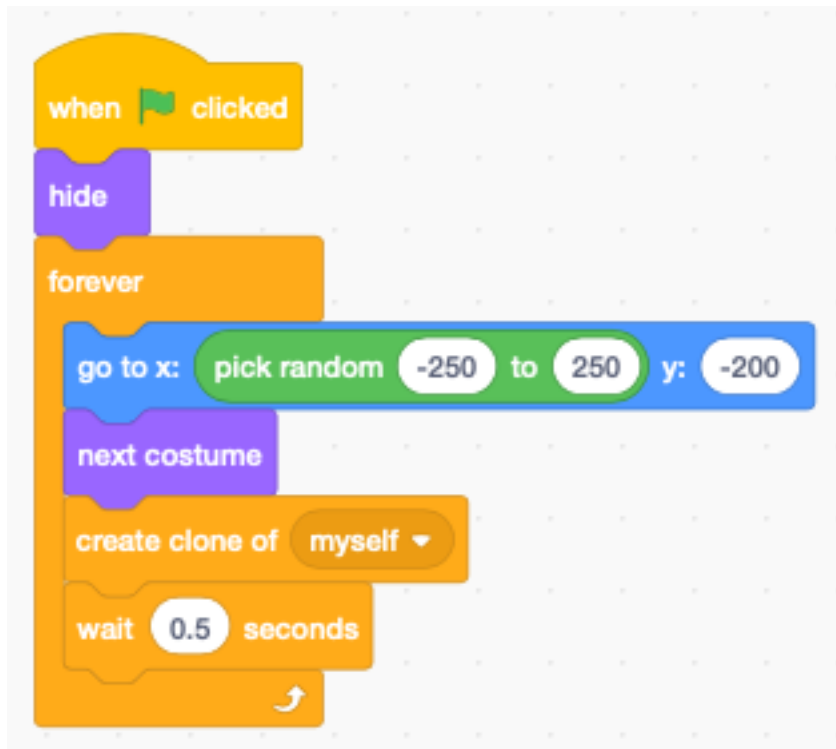 when clicked
hide
forever
go to x: pick random -250 to 250 y: -200
next costume
create clone of myself
wait 0.5 seconds